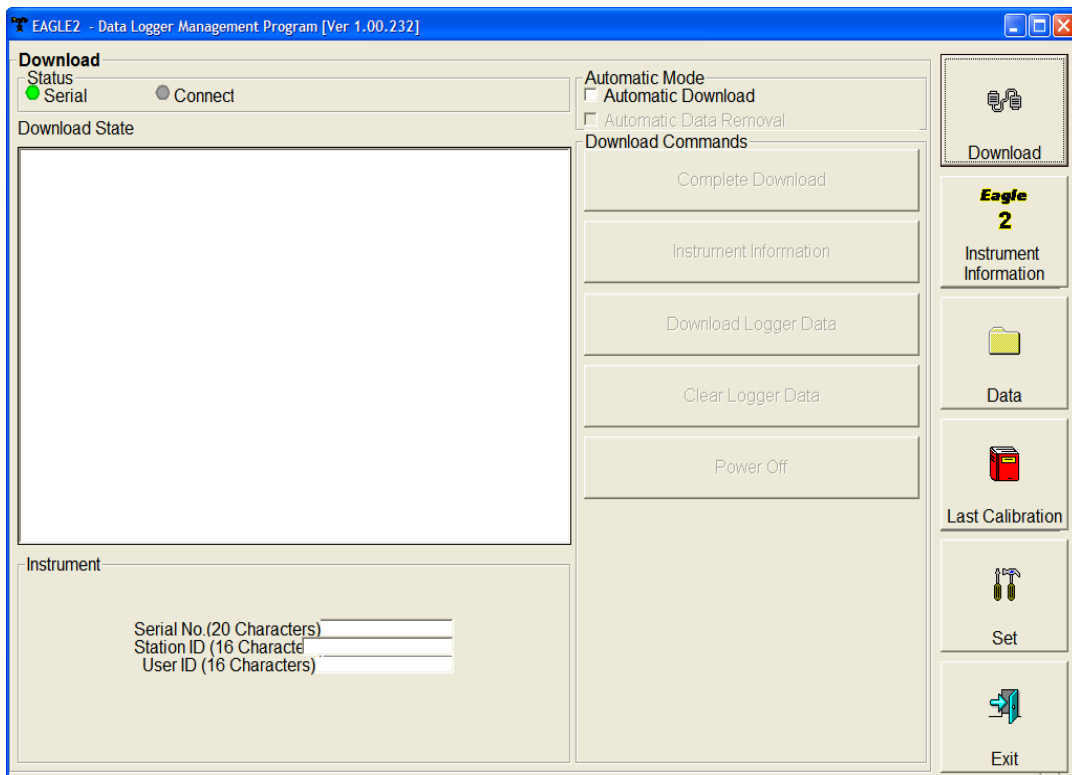 EAGLE2 - Data Logger Management Program [Ver 1.00.232]
Download
Status
Serial
Connect
Download State
Automatic Mode
Automatic Download
Automatic Data Removal
Download Commands
Complete Download
Instrument Information
Download Logger Data
Clear Logger Data
Power Off
Instrument
Serial No.(20 Characters)
Station ID (16 Characte
User ID (16 Characters)
Download
Eagle
2
Instrument
Information
Data
Last Calibration
Set
Exit